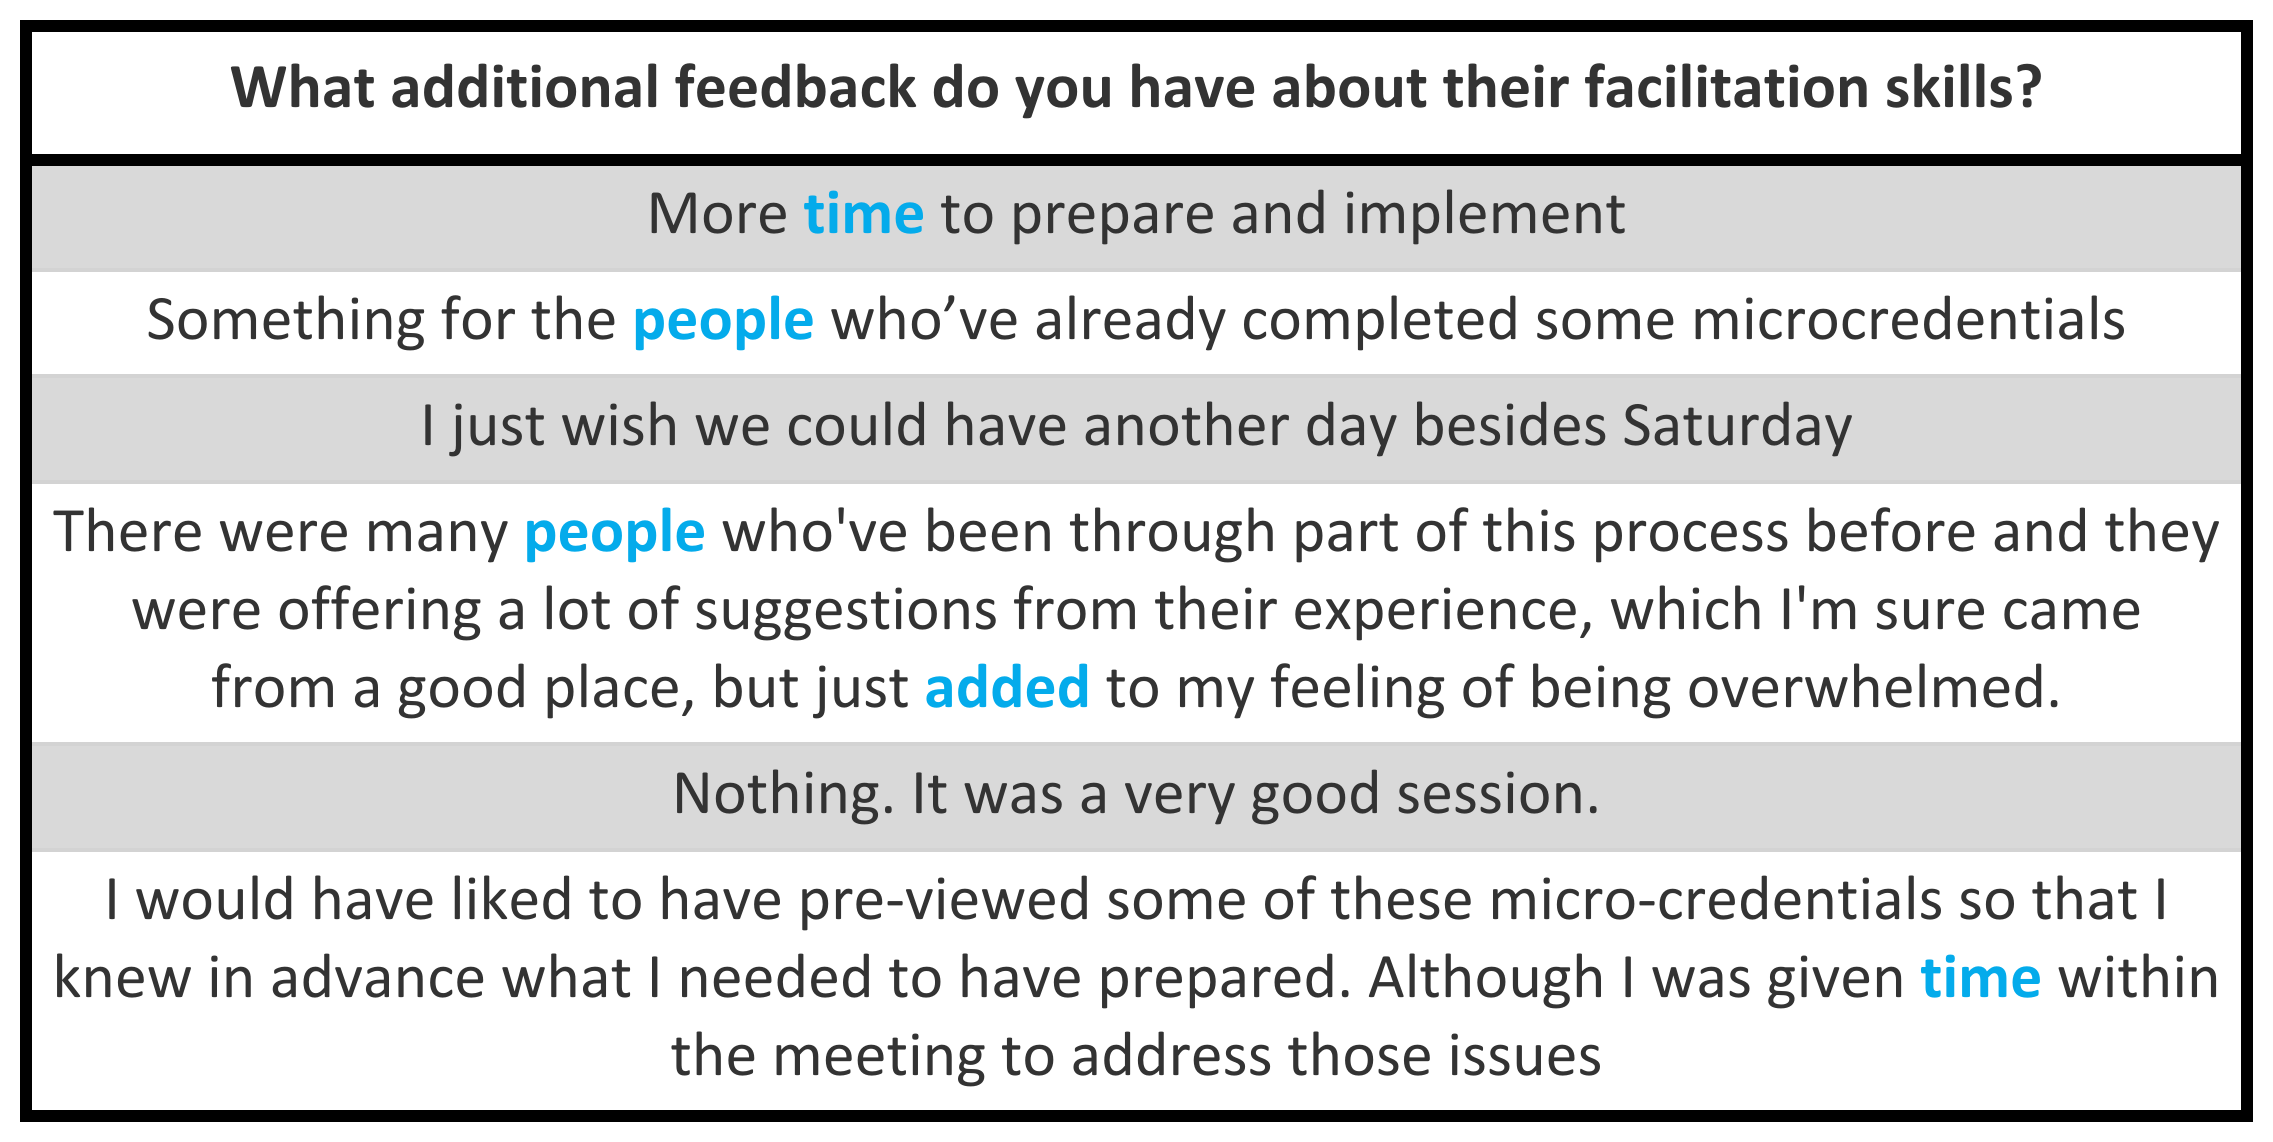 What additional feedback do you have about their facilitation skills?
More time to prepare and implement
Something for the people who’ve already completed some microcredentials
I just wish we could have another day besides Saturday
There were many people who've been through part of this process before and they
were offering a lot of suggestions from their experience, which I'm sure came
from a good place, but just added to my feeling of being overwhelmed.
Nothing. It was a very good session.
I would have liked to have pre-viewed some of these micro-credentials so that I
knew in advance what I needed to have prepared. Although I was given time within
the meeting to address those issues